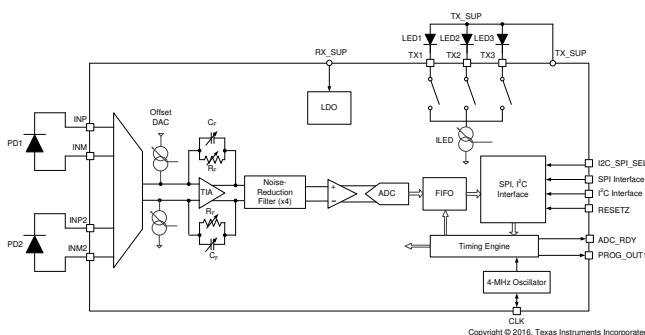 TX_SUP
LED1 LED2 LED3
RX_SUP
TX1 TX2 TX3 TX_SUP
INP
Offset
DAC
LDO
CF
ILED
PD1
INM
RF
I2C_SPI_SEL
TIA
Noise-
Reduction
Filter (x4)
+
−
ADC
FIFO
SPI, I²C
Interface
SPI Interface
I²C Interface
RESETZ
INP2
RF
PD2
INM2
CF
Timing Engine
ADC_RDY
PROG_OUT1
4-MHz Oscillator
CLK
Copyright © 2016, Texas Instruments Incorporated